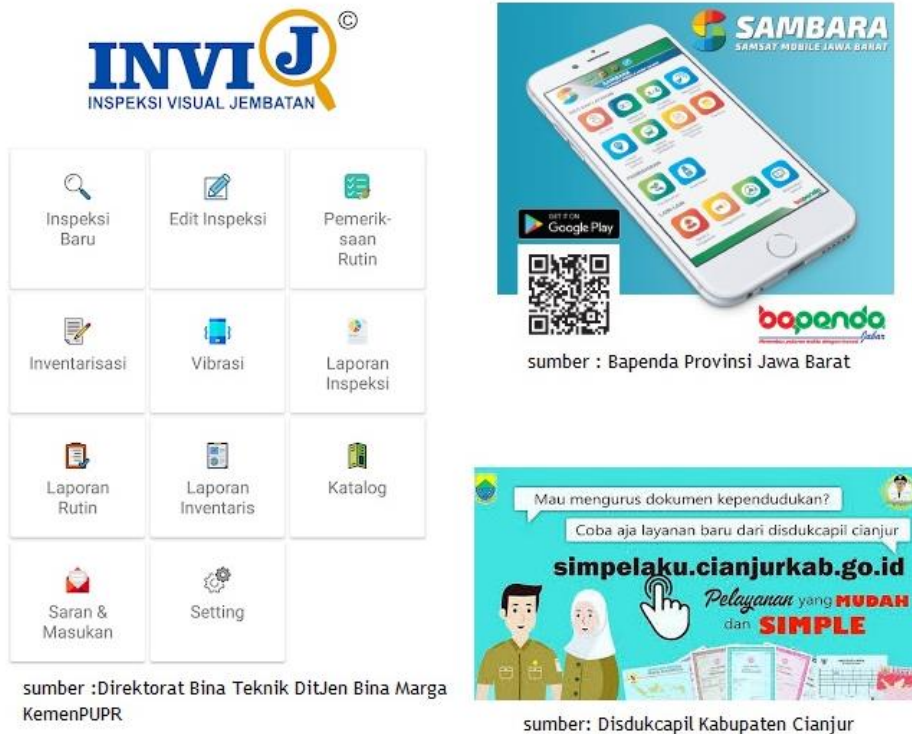 INVIJ ©
INSPEKSI VISUAL JEMBATAN
Inspeksi
Baru
Edit Inspeksi
Pemerik-
saan
Rutin
Inventarisasi
Vibrasi
Laporan
Inspeksi
Laporan
Rutin
Laporan
Inventaris
Katalog
Saran &
Masukan
Setting
sumber :Direktorat Bina Teknik DitJen Bina Marga
KemenPUPR
SAMBARA
SAMSAT MOBILE JAWA BARAT
SAMBARA
GET IT ON
Google Play
bapenda
Jabar
sumber : Bapenda Provinsi Jawa Barat
Mau mengurus dokumen kependudukan?
Coba aja layanan baru dari disdukcapil cianjur
simpelaku.cianjurkab.go.id
Pelayanan yang MUDAH
dan SIMPLE
sumber: Disdukcapil Kabupaten Cianjur